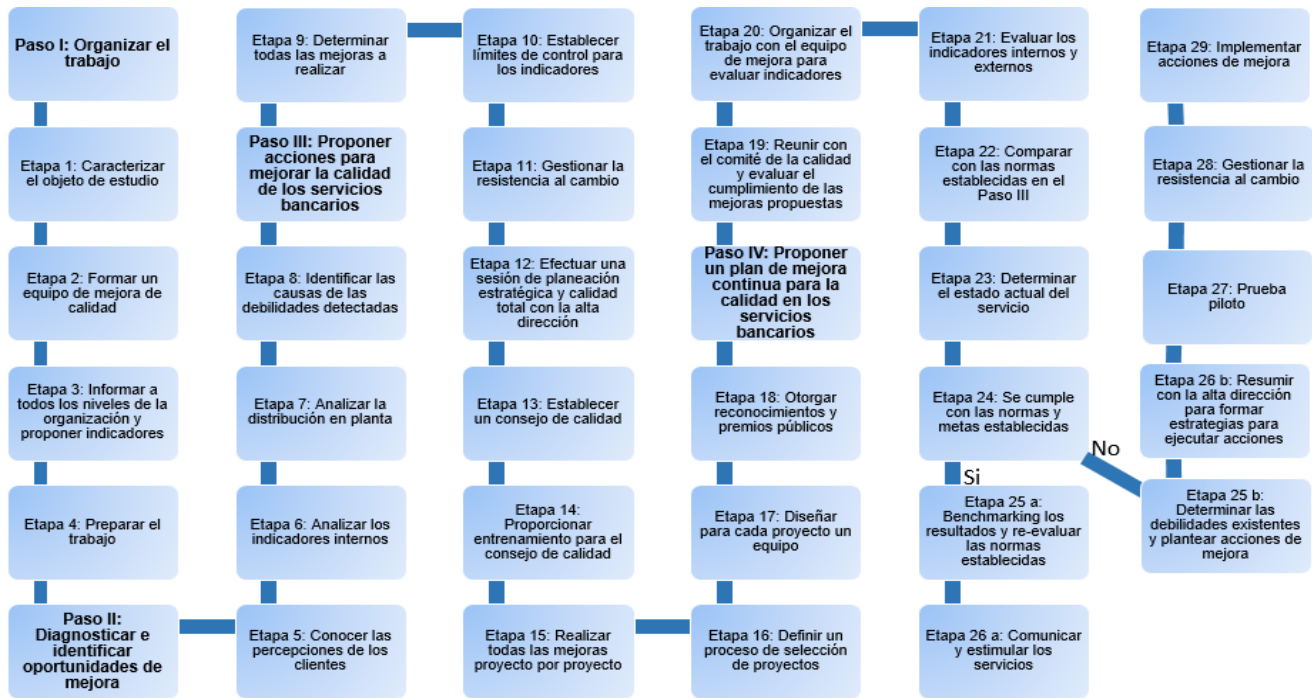 Paso I: Organizar el
trabajo
Etapa 1: Caracterizar
el objeto de estudio
Etapa 2: Formar un
equipo de mejora de
calidad
Etapa 3: Informar a
todos los niveles de la
organización y
proponer indicadores
Etapa 4: Preparar el
trabajo
Paso II:
Diagnosticar e
identificar
oportunidades de
mejora
Etapa 5: Conocer las
percepciones de los
clientes
Etapa 6: Analizar los
indicadores internos
Etapa 7: Analizar la
distribución en planta
Etapa 8: Identificar las
causas de las
debilidades detectadas
Paso III: Proponer
acciones para
mejorar la calidad
de los servicios
bancarios
Etapa 9: Determinar
todas las mejoras a
realizar
Etapa 10: Establecer
límites de control para
los indicadores
Etapa 11: Gestionar la
resistencia al cambio
Etapa 12: Efectuar una
sesión de planeación
estratégica y calidad
total con la alta
dirección
Etapa 13: Establecer
un consejo de calidad
Etapa 14:
Proporcionar
entrenamiento para el
consejo de calidad
Etapa 15: Realizar
todas las mejoras
proyecto por proyecto
Etapa 16: Definir un
proceso de selección
de proyectos
Etapa 17: Diseñar
para cada proyecto un
equipo
Etapa 18: Otorgar
reconocimientos y
premios públicos
Paso IV: Proponer
un plan de mejora
continua para la
calidad en los
servicios
bancarios
Etapa 19: Reunir con
el comité de la calidad
y evaluar el
cumplimiento de las
mejoras propuestas
Etapa 20: Organizar el
trabajo con el equipo
de mejora para
evaluar indicadores
Etapa 21: Evaluar los
indicadores internos y
externos
Etapa 22: Comparar
con las normas
establecidas en el
Paso III
Etapa 23: Determinar
el estado actual del
servicio
Etapa 24: Se cumple
con las normas y
metas establecidas
No
Si
Etapa 25 a:
Benchmarking los
resultados y re-evaluar
las normas
establecidas
Etapa 26 a: Comunicar
y estimular los
servicios
Etapa 25 b:
Determinar las
debilidades existentes
y plantear acciones de
mejora
Etapa 26 b: Resumir
con la alta dirección
para formar
estrategias para
ejecutar acciones
Etapa 27: Prueba
piloto
Etapa 28: Gestionar la
resistencia al cambio
Etapa 29: Implementar
acciones de mejora